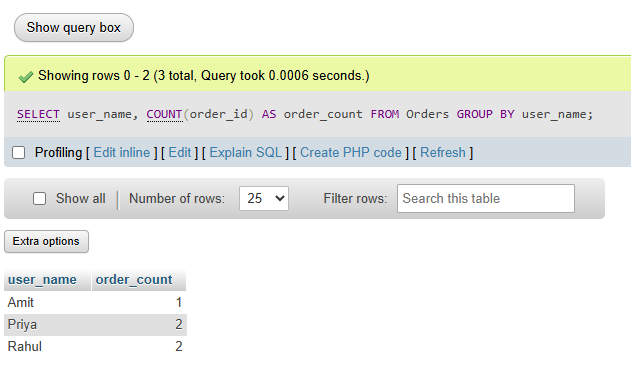 Show query box
Showing rows 0 - 2 (3 total, Query took 0.0006 seconds.)
SELECT user_name, COUNT(order_id) AS order_count FROM Orders GROUP BY user_name;
Profiling [ Edit inline ] [ Edit ] [ Explain SQL ] [ Create PHP code ] [ Refresh ]
Show all Number of rows: 25 Filter rows: Search this table
Extra options
user_name order_count
Amit 1
Priya 2
Rahul 2